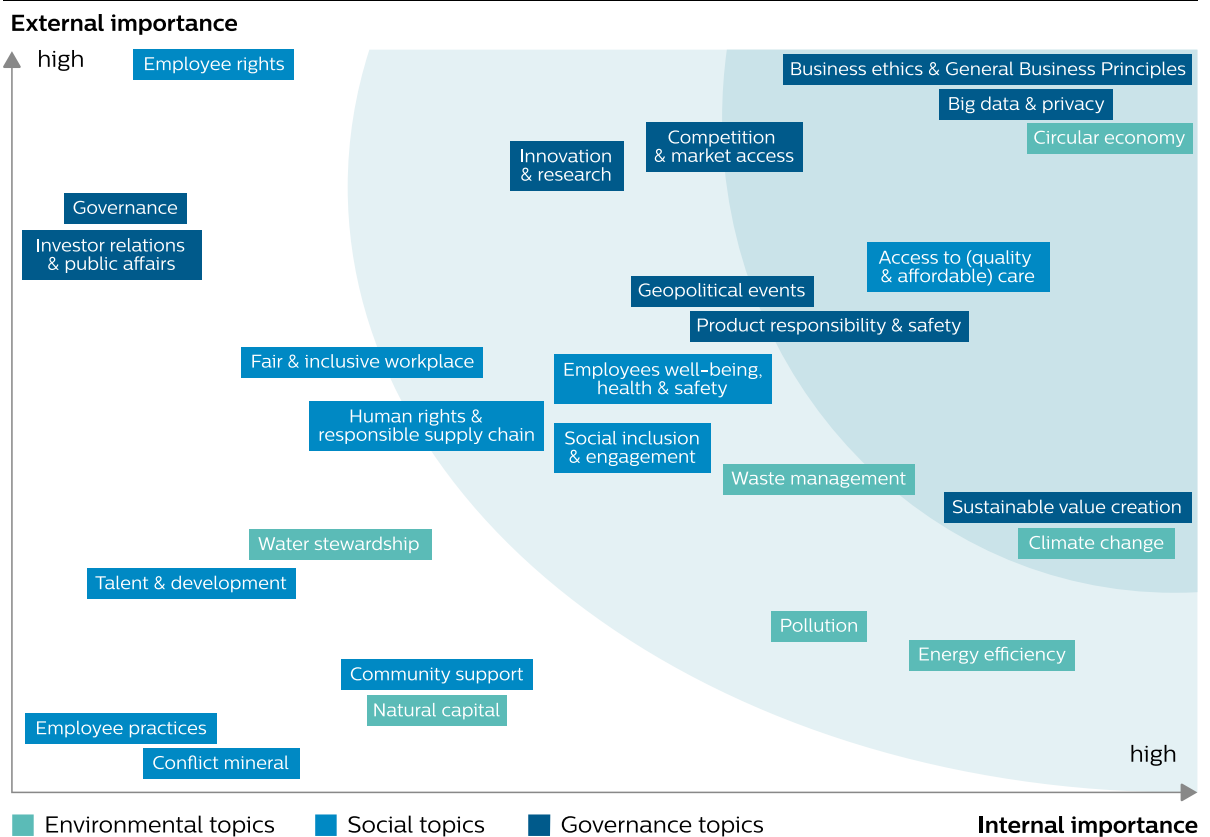 External importance
high
Employee rights
Business ethics & General Business Principles
Big data & privacy
Circular economy
Competition
& market access
Innovation
& research
Governance
Investor relations
& public affairs
Access to (quality
& affordable) care
Geopolitical events
Product responsibility & safety
Fair & inclusive workplace
Employees well-being,
health & safety
Human rights &
responsible supply chain
Social inclusion
& engagement
Waste management
Sustainable value creation
Water stewardship
Climate change
Talent & development
Pollution
Energy efficiency
Community support
Natural capital
Employee practices
Conflict mineral
high
Environmental topics
Social topics
Governance topics
Internal importance